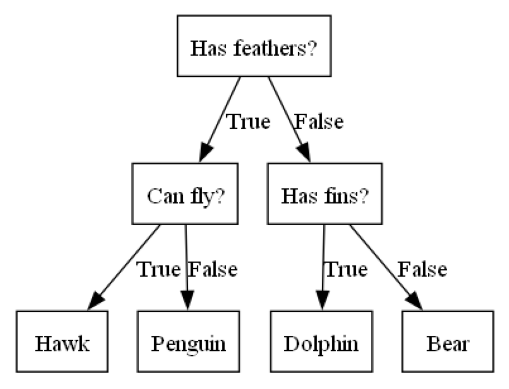 Has feathers?
True
False
Can fly?
Has fins?
True
False
True
False
Hawk
Penguin
Dolphin
Bear